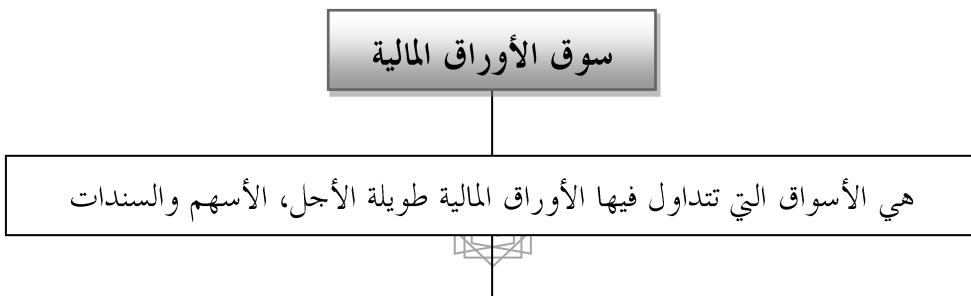 سوق الأوراق المالية
هي الأسواق التي تتداول فيها الأوراق المالية طويلة الأجل، الأسهم والسندات